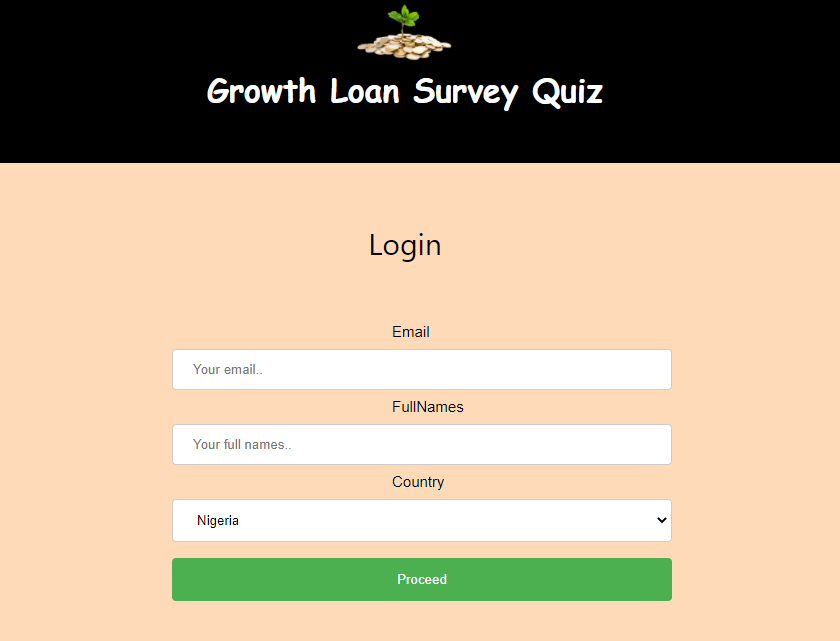 Growth Loan Survey Quiz
Login
Email
Your email..
FullNames
Your full names..
Country
Nigeria
Proceed